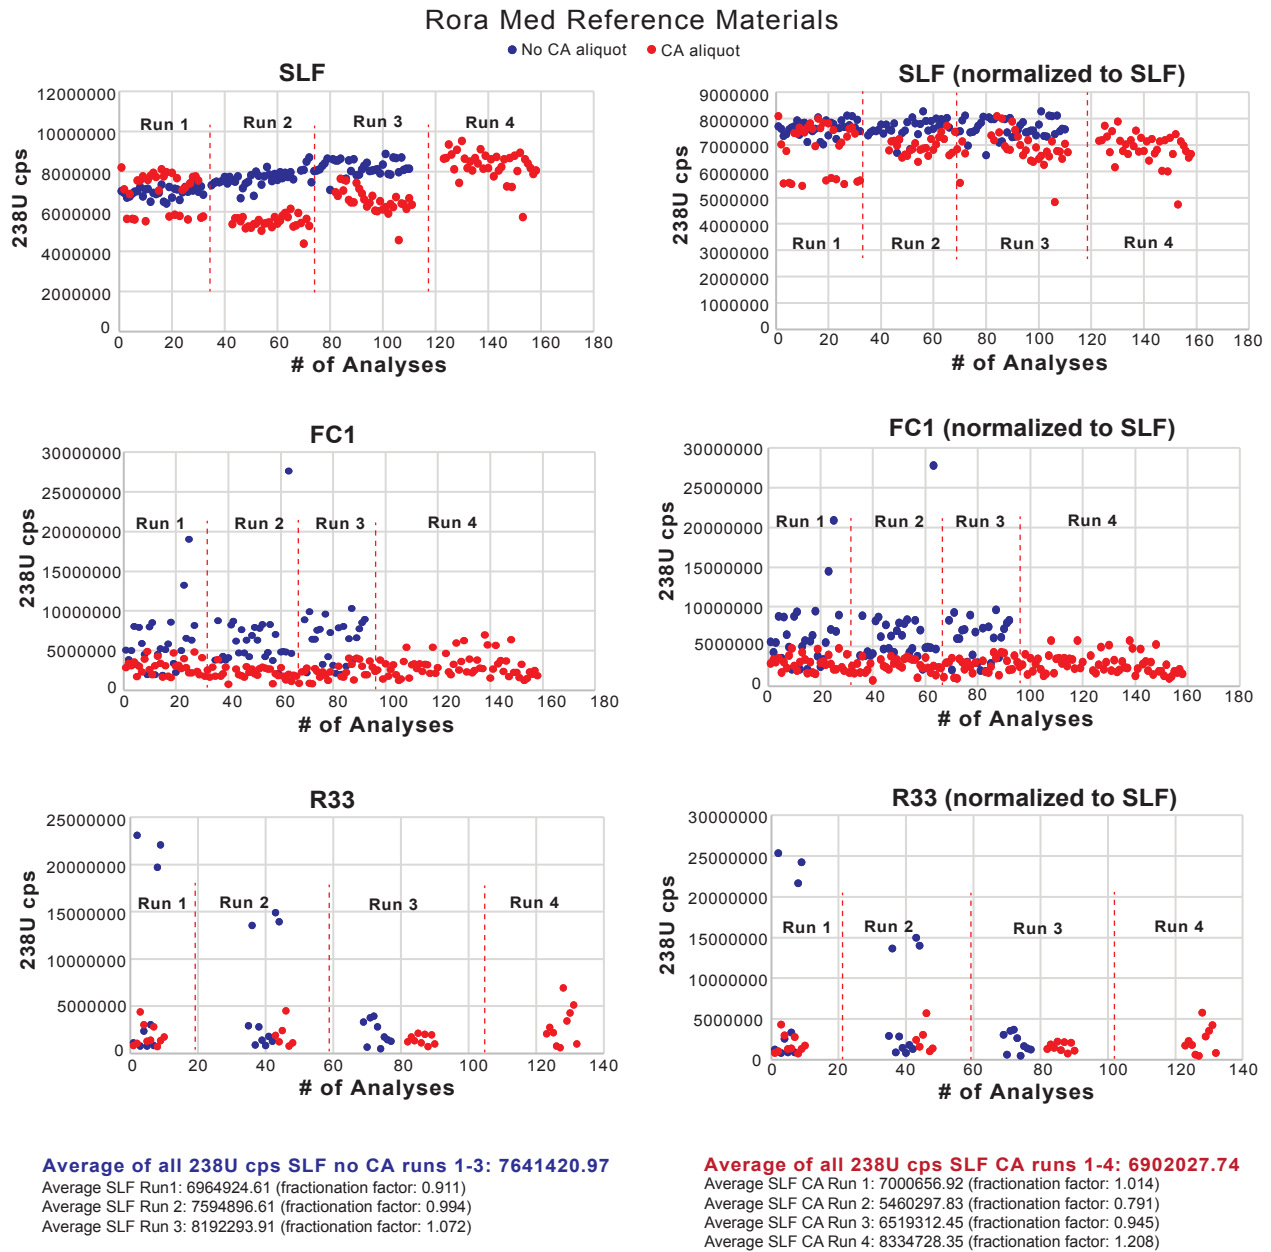 Rora Med Reference Materials
No CA aliquot CA aliquot
SLF
12000000
10000000
8000000
6000000
4000000
2000000
0
238U cps
Run 1 Run 2 Run 3 Run 4
0 20 40 60 80 100 120 140 160 180
# of Analyses
SLF (normalized to SLF)
9000000
8000000
7000000
6000000
5000000
4000000
3000000
2000000
1000000
0
238U cps
Run 1 Run 2 Run 3 Run 4
0 20 40 60 80 100 120 140 160 180
# of Analyses
FC1
30000000
25000000
20000000
15000000
10000000
5000000
0
238U cps
Run 1 Run 2 Run 3 Run 4
0 20 40 60 80 100 120 140 160 180
# of Analyses
FC1 (normalized to SLF)
30000000
25000000
20000000
15000000
10000000
5000000
0
238U cps
Run 1 Run 2 Run 3 Run 4
0 20 40 60 80 100 120 140 160 180
# of Analyses
R33
25000000
20000000
15000000
10000000
5000000
0
238U cps
Run 1 Run 2 Run 3 Run 4
0 20 40 60 80 100 120 140
# of Analyses
R33 (normalized to SLF)
30000000
25000000
20000000
15000000
10000000
5000000
0
238U cps
Run 1 Run 2 Run 3 Run 4
0 20 40 60 80 100 120 140
# of Analyses
Average of all 238U cps SLF no CA runs 1-3: 7641420.97
Average SLF Run1: 6964924.61 (fractionation factor: 0.911)
Average SLF Run 2: 7594896.61 (fractionation factor: 0.994)
Average SLF Run 3: 8192293.91 (fractionation factor: 1.072)
Average of all 238U cps SLF CA runs 1-4: 6902027.74
Average SLF CA Run 1: 7000656.92 (fractionation factor: 1.014)
Average SLF CA Run 2: 5460297.83 (fractionation factor: 0.791)
Average SLF CA Run 3: 6519312.45 (fractionation factor: 0.945)
Average SLF CA Run 4: 8334728.35 (fractionation factor: 1.208)